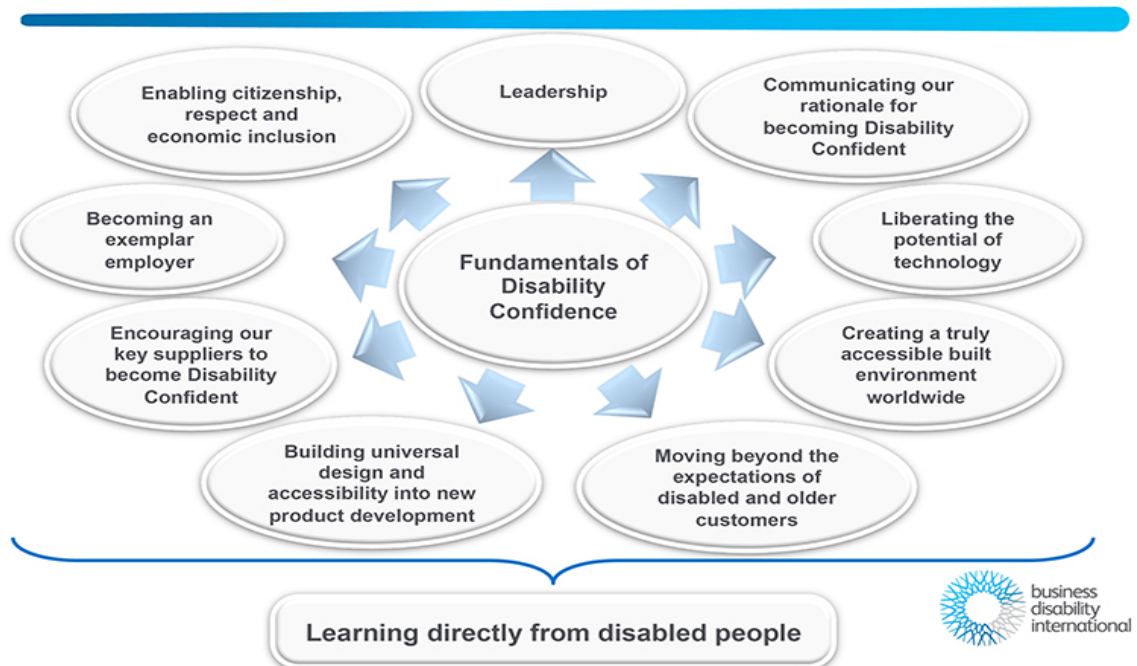 Leadership
Communicating our
rationale for
becoming Disability
Confident
Liberating the
potential of
technology
Creating a truly
accessible built
environment
worldwide
Moving beyond the
expectations of
disabled and older
customers
Building universal
design and
accessibility into new
product development
Encouraging our
key suppliers to
become Disability
Confident
Becoming an
exemplar
employer
Enabling citizenship,
respect and
economic inclusion
Fundamentals of
Disability
Confidence
Learning directly from disabled people
business
disability
international